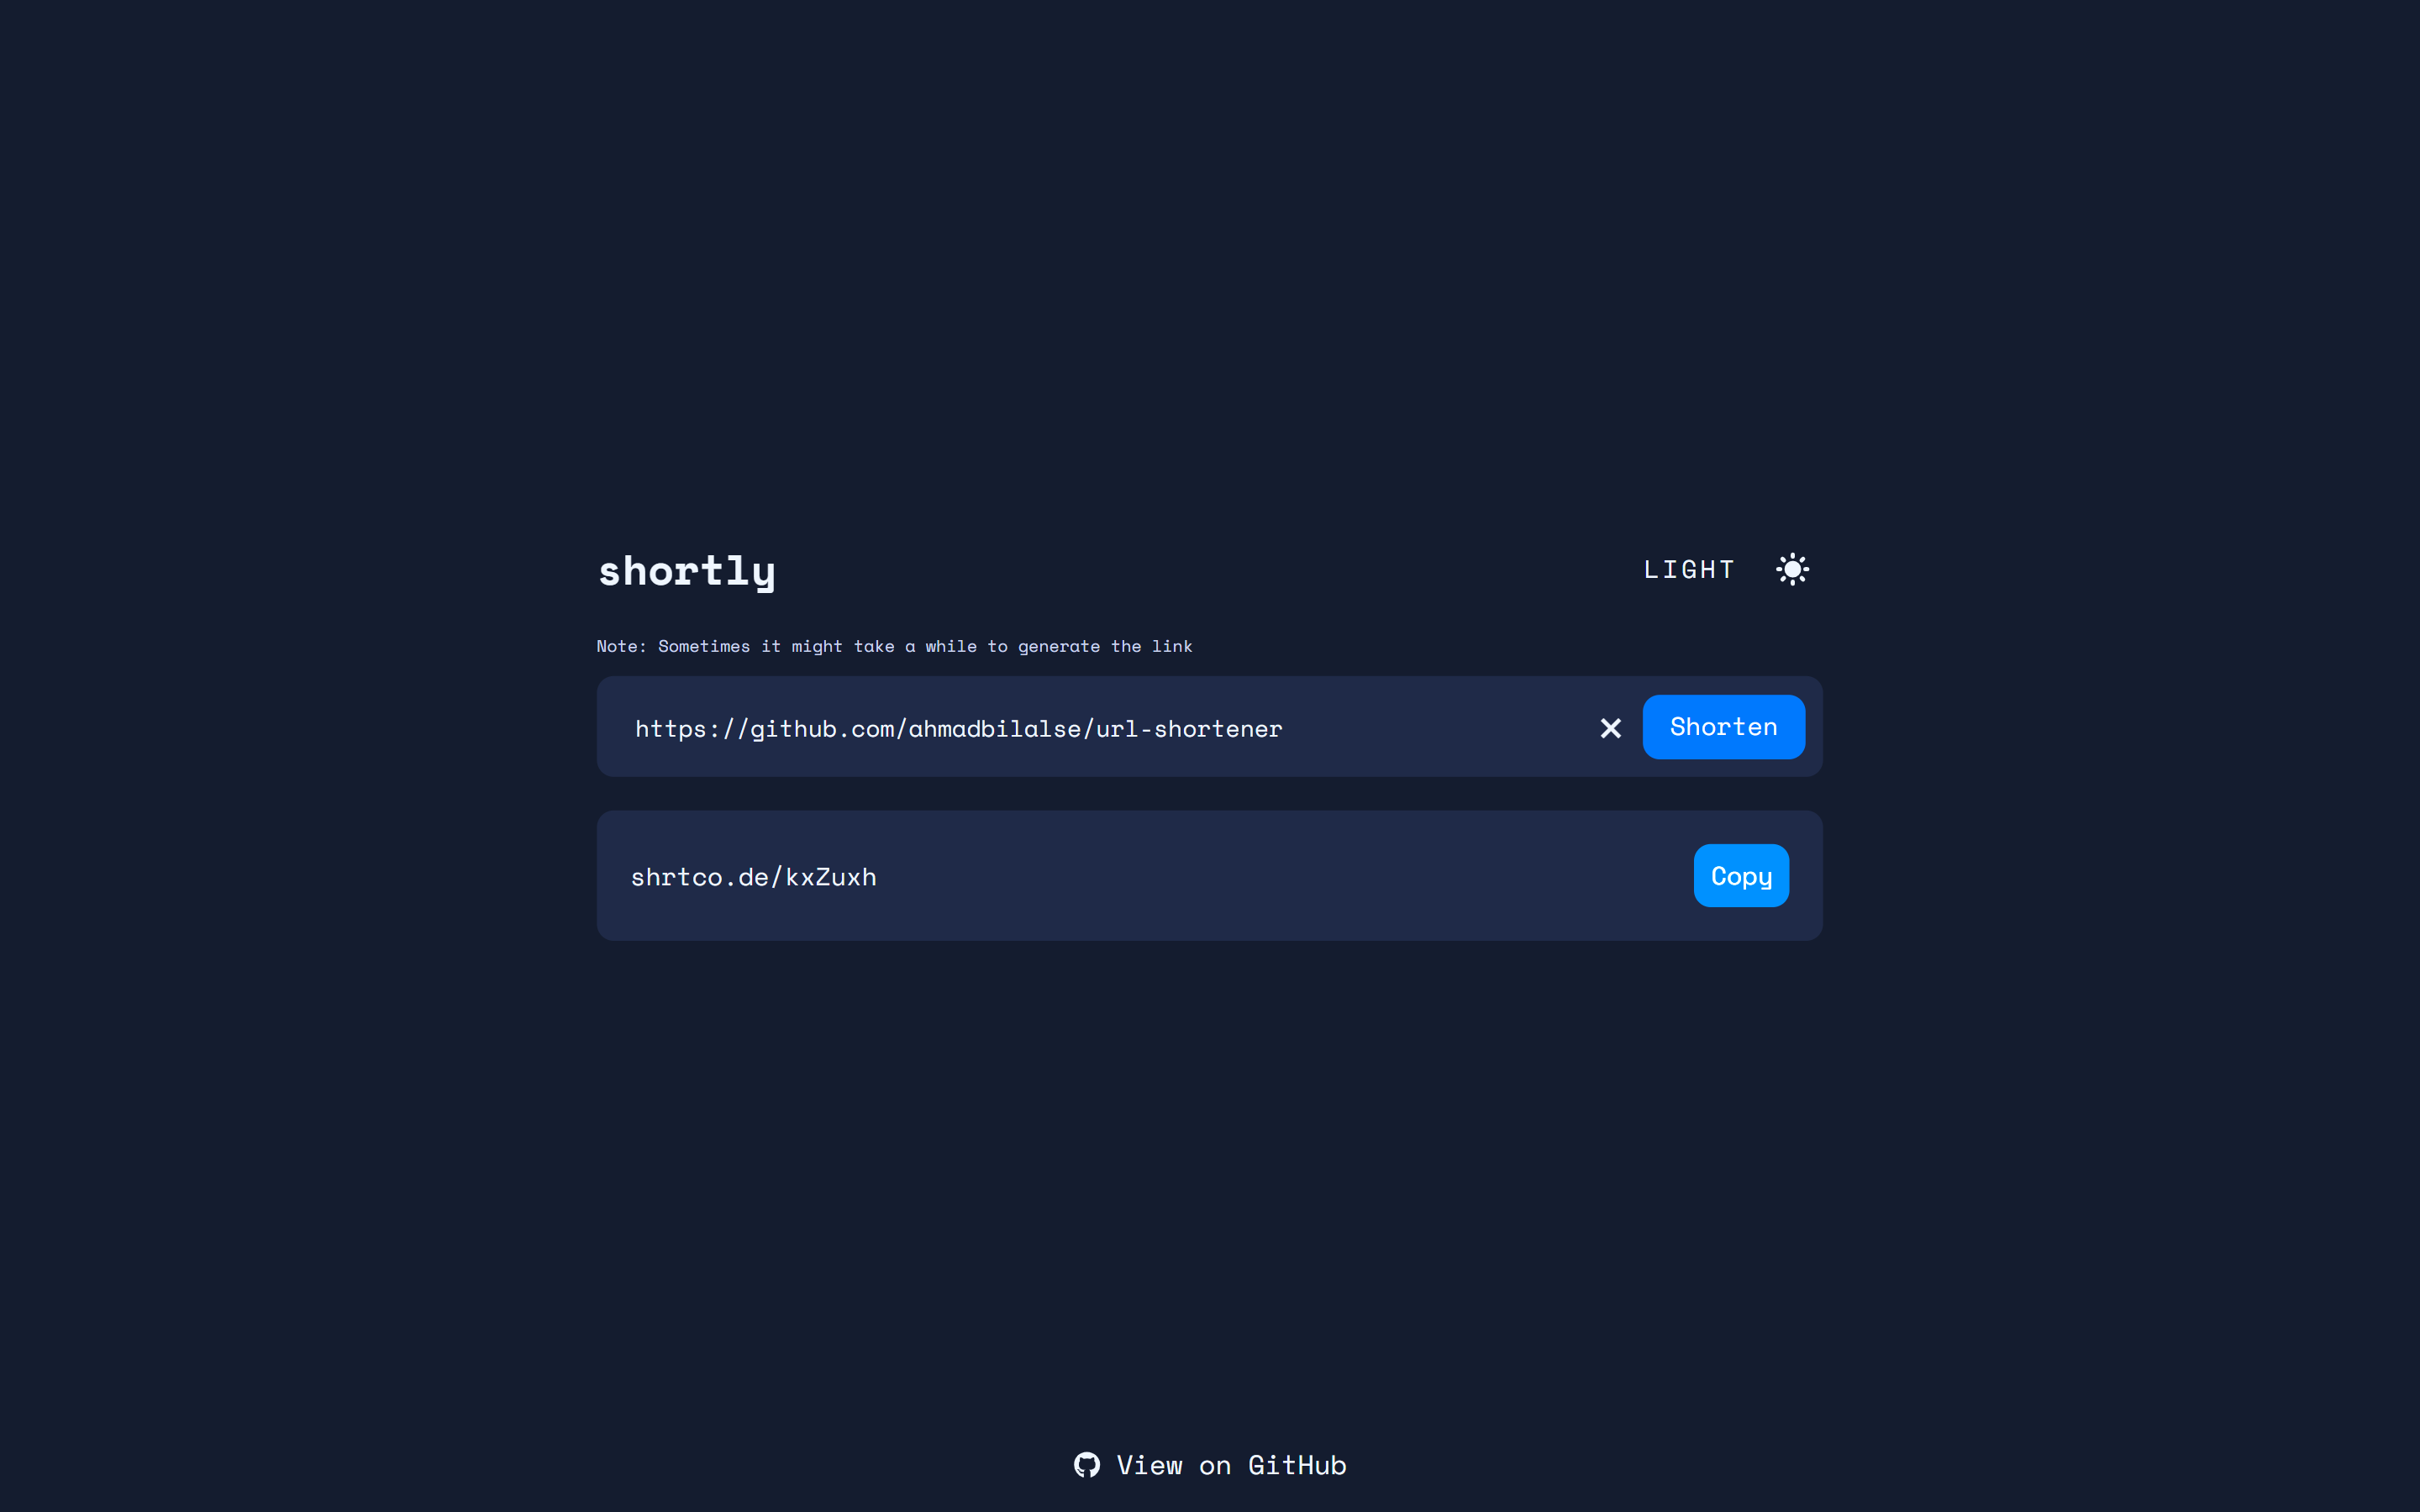 shortly
LIGHT
Note: Sometimes it might take a while to generate the link
https://github.com/ahmadbilalse/url-shortener
Shorten
shrtco.de/kxZuxh
Copy
View on GitHub